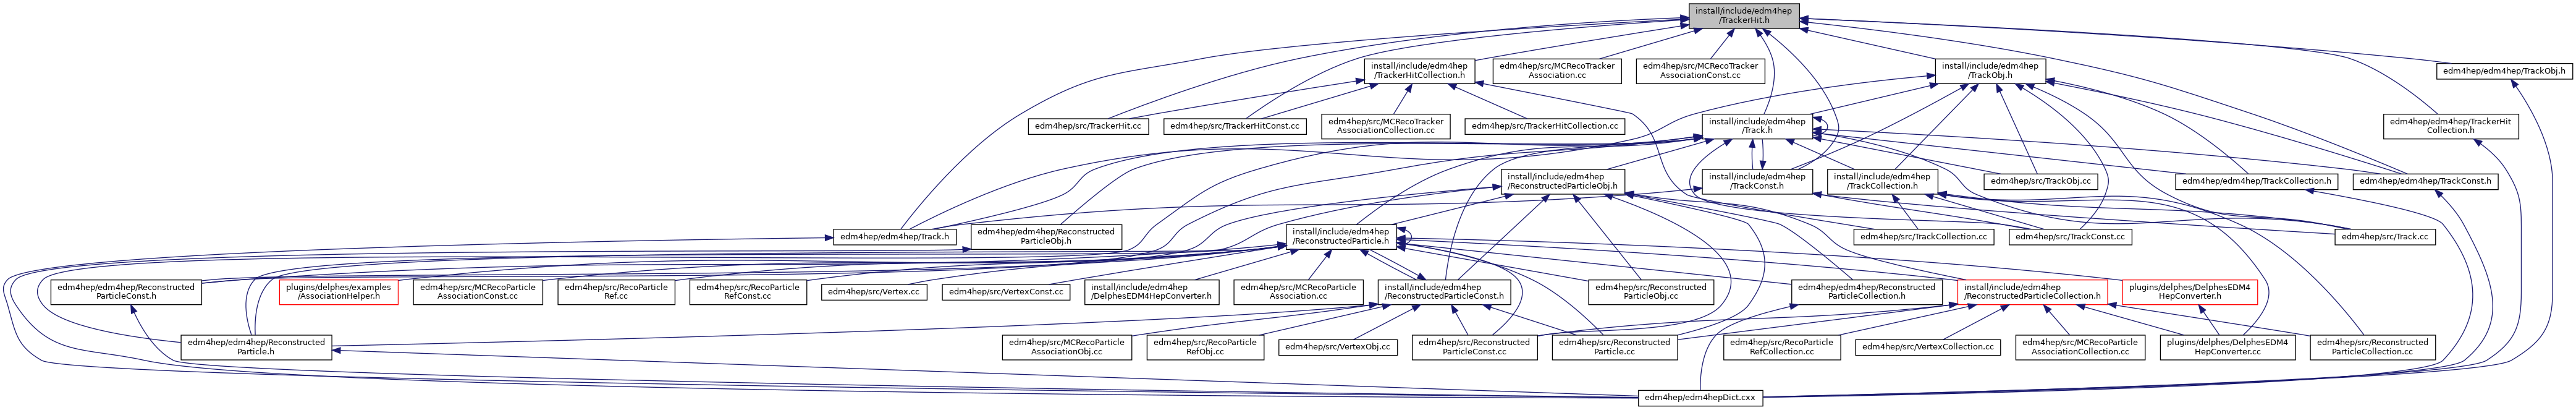 install/include/edm4hep
/TrackerHit.h
install/include/edm4hep
/TrackerHitCollection.h
edm4hep/src/MCRecoTracker
Association.cc
edm4hep/src/MCRecoTracker
AssociationConst.cc
install/include/edm4hep
/TrackObj.h
edm4hep/edm4hep/TrackObj.h
edm4hep/src/TrackerHit.cc
edm4hep/src/TrackerHitConst.cc
edm4hep/src/MCRecoTracker
AssociationCollection.cc
edm4hep/src/TrackerHitCollection.cc
install/include/edm4hep
/Track.h
edm4hep/edm4hep/TrackerHit
Collection.h
install/include/edm4hep
/ReconstructedParticleObj.h
install/include/edm4hep
/TrackConst.h
install/include/edm4hep
/TrackCollection.h
edm4hep/src/TrackObj.cc
edm4hep/edm4hep/TrackCollection.h
edm4hep/edm4hep/TrackConst.h
edm4hep/edm4hep/Track.h
edm4hep/edm4hep/Reconstructed
ParticleObj.h
install/include/edm4hep
/ReconstructedParticle.h
edm4hep/src/TrackCollection.cc
edm4hep/src/TrackConst.cc
edm4hep/src/Track.cc
edm4hep/edm4hep/Reconstructed
ParticleConst.h
plugins/delphes/examples
/AssociationHelper.h
edm4hep/src/MCRecoParticle
AssociationConst.cc
edm4hep/src/RecoParticle
Ref.cc
edm4hep/src/RecoParticle
RefConst.cc
edm4hep/src/Vertex.cc
edm4hep/src/VertexConst.cc
install/include/edm4hep
/DelphesEDM4HepConverter.h
edm4hep/src/MCRecoParticle
Association.cc
install/include/edm4hep
/ReconstructedParticleConst.h
edm4hep/src/Reconstructed
ParticleObj.cc
edm4hep/edm4hep/Reconstructed
ParticleCollection.h
install/include/edm4hep
/ReconstructedParticleCollection.h
plugins/delphes/DelphesEDM4
HepConverter.h
edm4hep/edm4hep/Reconstructed
Particle.h
edm4hep/src/MCRecoParticle
AssociationObj.cc
edm4hep/src/RecoParticle
RefObj.cc
edm4hep/src/VertexObj.cc
edm4hep/src/Reconstructed
ParticleConst.cc
edm4hep/src/Reconstructed
Particle.cc
edm4hep/src/RecoParticle
RefCollection.cc
edm4hep/src/VertexCollection.cc
edm4hep/src/MCRecoParticle
AssociationCollection.cc
plugins/delphes/DelphesEDM4
HepConverter.cc
edm4hep/src/Reconstructed
ParticleCollection.cc
edm4hep/edm4hepDict.cxx